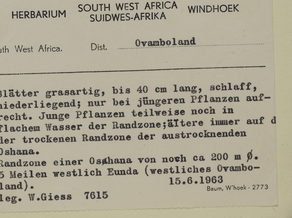 HERBARIUM SOUTH WEST AFRICA WINDHOEK
SUIDWES-AFRIKA
outh West Africa. Dist. Ovamboland
Blätter grasartig, bis 40 cm lang, schlaff,
niederliegend; nur bei jüngeren Pflanzen auf-
recht. Junge Pflanzen teilweise noch in
flachem Wasser der Randzone;ältere immer auf d
er trockenen Randzone der austrocknenden
Oshana.
Randzone einer Oshana von noch ca 200 m Ø.
5 Meilen westlich Eunda (westliches Ovambo-
land). 15.6.1963
leg. W.Giess 7615
Baum, W'hoek - 2773